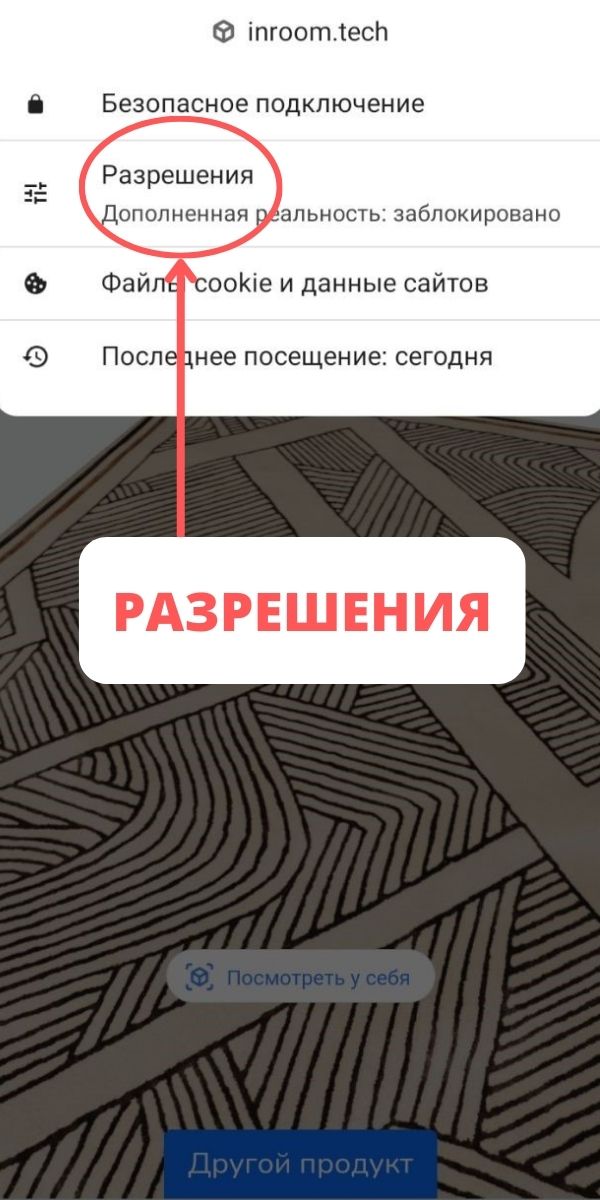 inroom.tech
Безопасное подключение
Разрешения
Дополненная реальность: заблокировано
Файлы cookie и данные сайтов
Последнее посещение: сегодня
РАЗРЕШЕНИЯ
Посмотреть у себя
Другой продукт